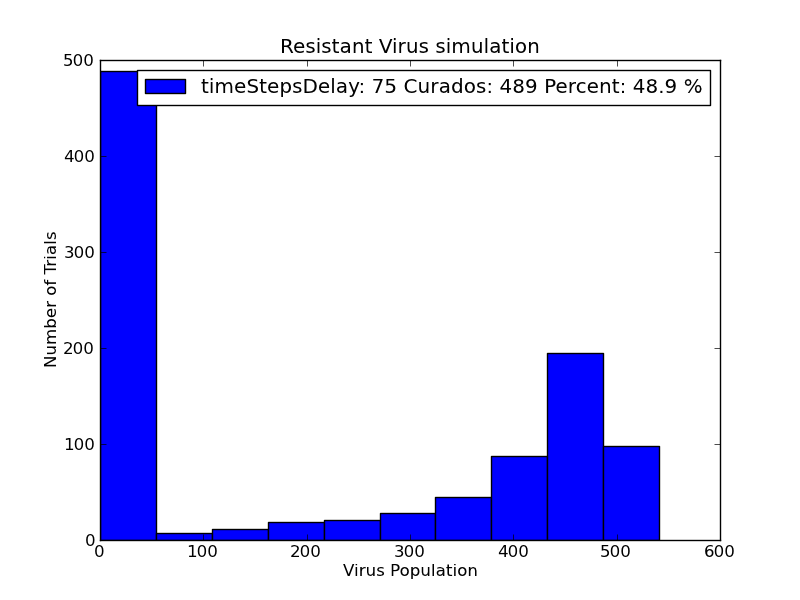 Resistant Virus simulation
timeStepsDelay: 75 Curados: 489 Percent: 48.9 %
500
400
300
200
100
0
Number of Trials
0 100 200 300 400 500 600
Virus Population